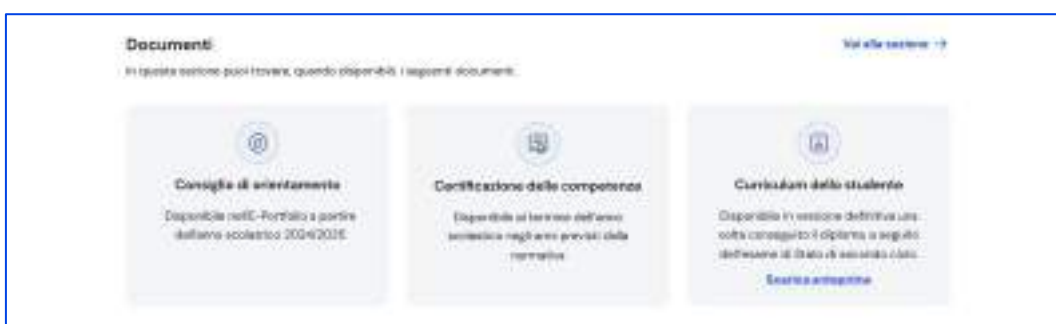 Documenti
Vai alla sezione →
In questa sezione puoi trovare, quando disponibili, i seguenti documenti.
Consiglio di orientamento
Disponibile nell'E-Portfolio a partire
dall'anno scolastico 2024/2025
Certificazione delle competenze
Disponibile al termine dell'anno
scolastico negli anni previsti dalla
normativa
Curriculum dello studente
Disponibile in versione definitiva una
volta conseguito il diploma a seguito
dell'esame di Stato di secondo ciclo.
Scarica anteprima